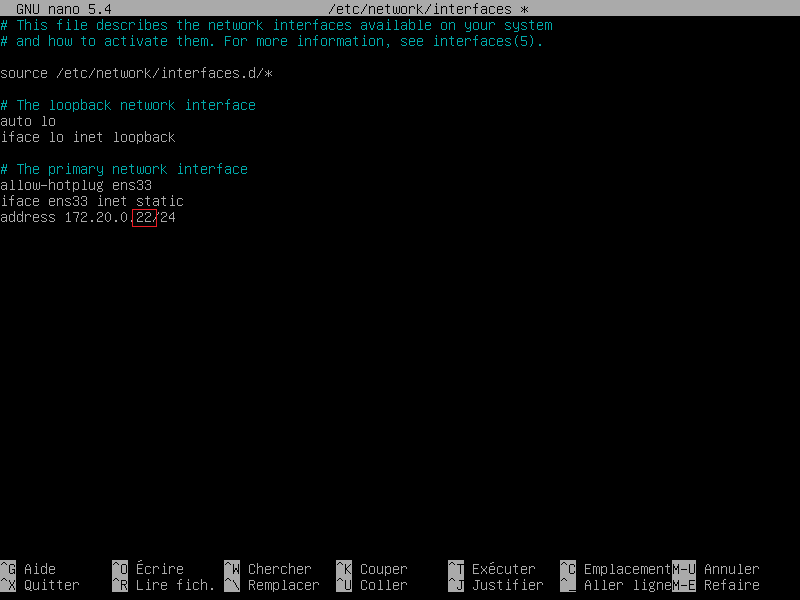 GNU nano 5.4 /etc/network/interfaces *
# This file describes the network interfaces available on your system
# and how to activate them. For more information, see interfaces(5).
source /etc/network/interfaces.d/*
# The loopback network interface
auto lo
iface lo inet loopback
# The primary network interface
allow-hotplug ens33
iface ens33 inet static
address 172.20.0.22/24
^G Aide ^O Écrire ^W Chercher ^K Couper ^T Exécuter ^C Emplacement M-U Annuler
^X Quitter ^R Lire fich. ^\ Remplacer ^U Coller ^J Justifier ^_ Aller ligne M-E Refaire